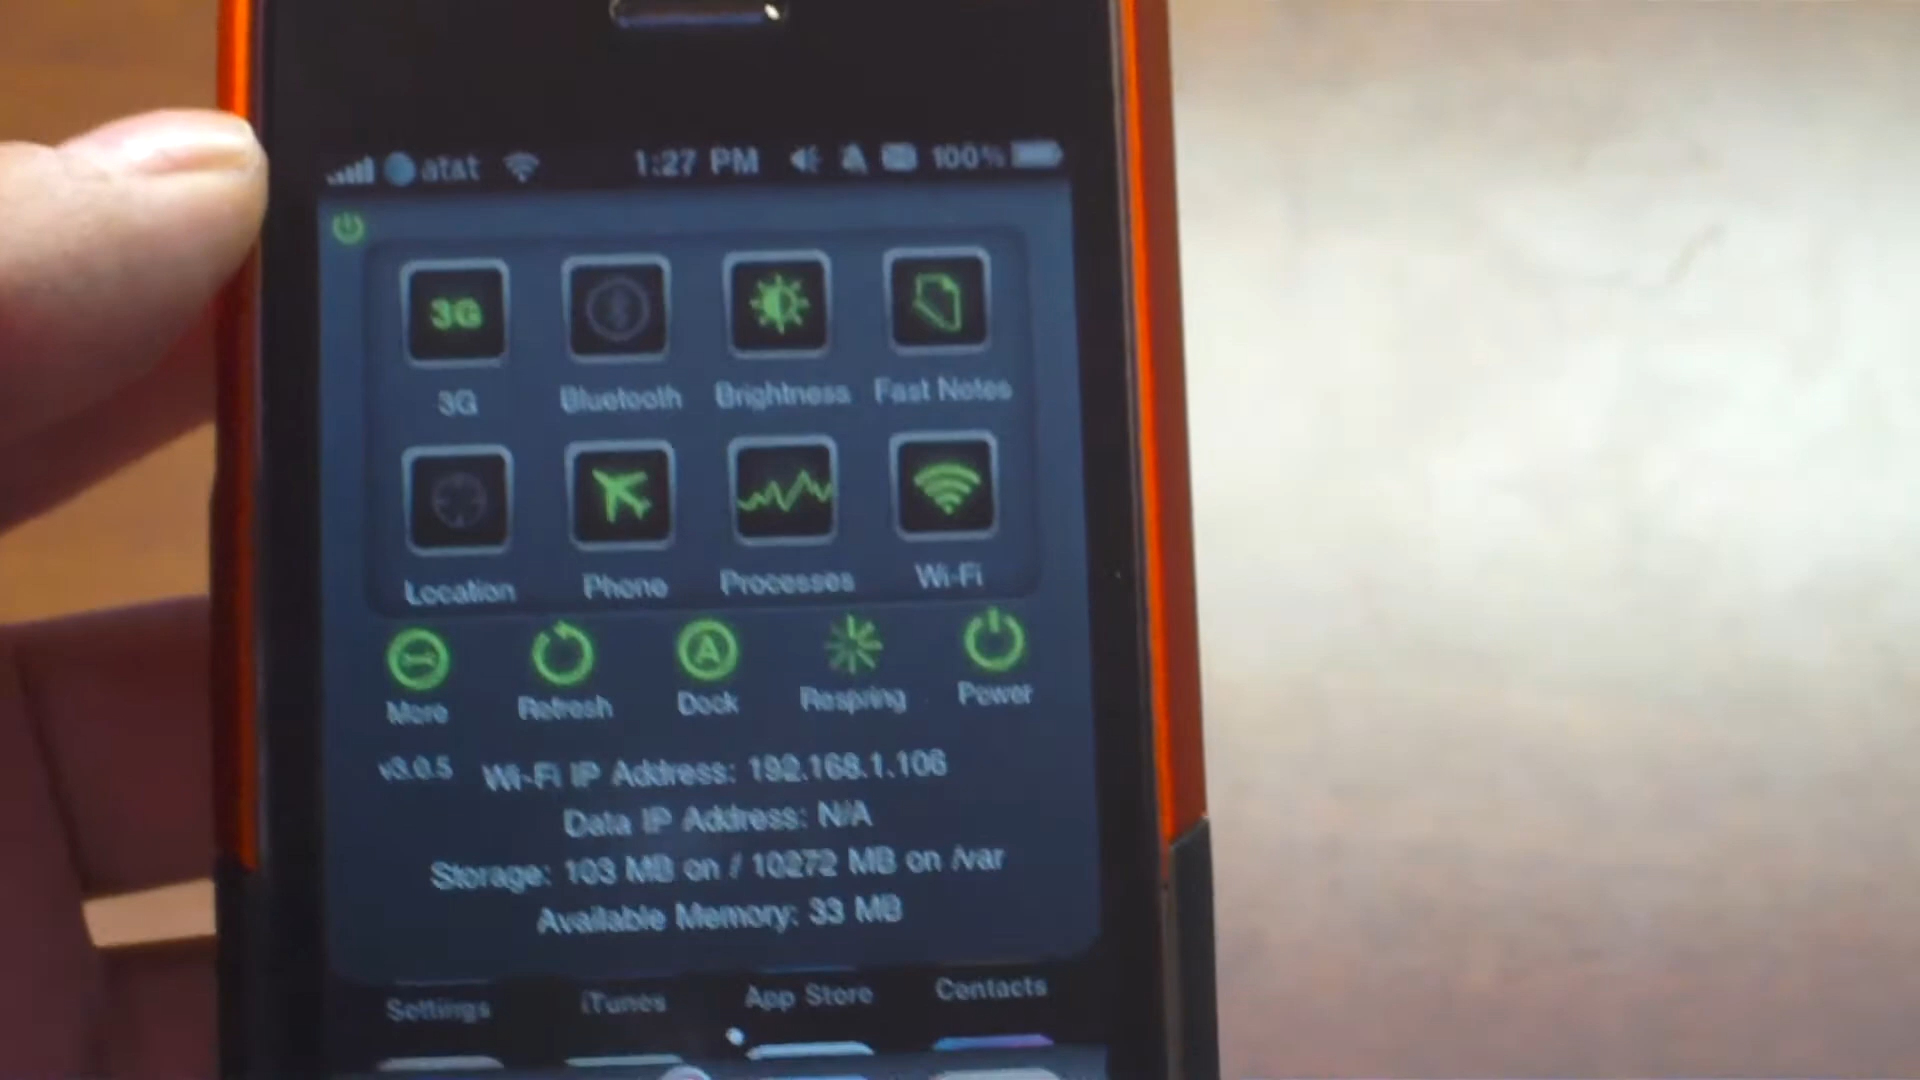 atat 1:27 PM 100%
3G
3G Bluetooth Brightness Fast Notes
Location Phone Processes Wi-Fi
A
More Refresh Dock Respring Power
v3.0.5 Wi-Fi IP Address: 192.168.1.106
Data IP Address: N/A
Storage: 103 MB on / 10272 MB on /var
Available Memory: 33 MB
Settings iTunes App Store Contacts